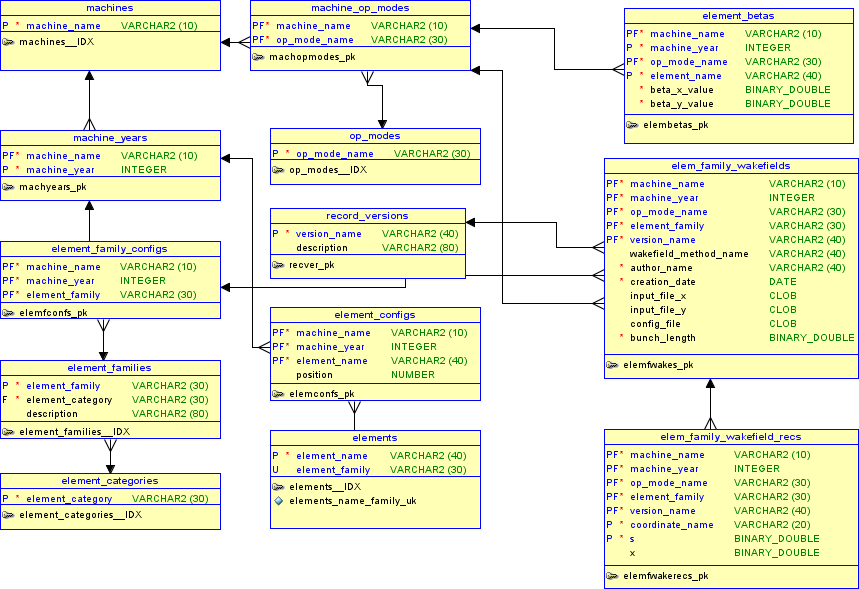 machines
P * machine_name VARCHAR2 (10)
machines__IDX
machine_op_modes
PF* machine_name VARCHAR2 (10)
PF* op_mode_name VARCHAR2 (30)
machopmodes_pk
element_betas
PF* machine_name VARCHAR2 (10)
P * machine_year INTEGER
PF* op_mode_name VARCHAR2 (30)
P * element_name VARCHAR2 (40)
* beta_x_value BINARY_DOUBLE
* beta_y_value BINARY_DOUBLE
elembetas_pk
machine_years
PF* machine_name VARCHAR2 (10)
P * machine_year INTEGER
machyears_pk
op_modes
P * op_mode_name VARCHAR2 (30)
op_modes__IDX
elem_family_wakefields
PF* machine_name VARCHAR2 (10)
PF* machine_year INTEGER
PF* op_mode_name VARCHAR2 (30)
PF* element_family VARCHAR2 (30)
PF* version_name VARCHAR2 (40)
wakefield_method_name VARCHAR2 (40)
* author_name VARCHAR2 (40)
* creation_date DATE
input_file_x CLOB
input_file_y CLOB
config_file CLOB
* bunch_length BINARY_DOUBLE
elemfwakes_pk
record_versions
P * version_name VARCHAR2 (40)
description VARCHAR2 (80)
recver_pk
element_family_configs
PF* machine_name VARCHAR2 (10)
PF* machine_year INTEGER
PF* element_family VARCHAR2 (30)
elemfconfs_pk
element_configs
PF* machine_name VARCHAR2 (10)
PF* machine_year INTEGER
PF* element_name VARCHAR2 (40)
position NUMBER
elemconfs_pk
element_families
P * element_family VARCHAR2 (30)
F * element_category VARCHAR2 (30)
description VARCHAR2 (80)
element_families__IDX
elements
P * element_name VARCHAR2 (40)
U element_family VARCHAR2 (30)
elements__IDX
elements_name_family_uk
elem_family_wakefield_recs
PF* machine_name VARCHAR2 (10)
PF* machine_year INTEGER
PF* op_mode_name VARCHAR2 (30)
PF* element_family VARCHAR2 (30)
PF* version_name VARCHAR2 (40)
P * coordinate_name VARCHAR2 (20)
P * s BINARY_DOUBLE
x BINARY_DOUBLE
elemfwakerecs_pk
element_categories
P * element_category VARCHAR2 (30)
element_categories__IDX